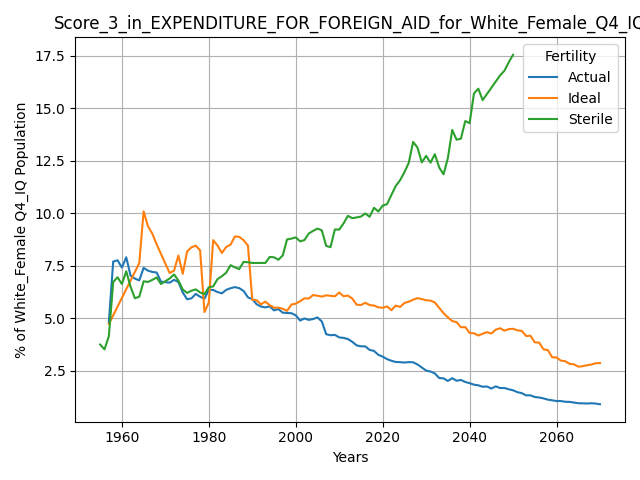 Score_3_in_EXPENDITURE_FOR_FOREIGN_AID_for_White_Female_Q4_IQ
17.5
15.0
12.5
10.0
7.5
5.0
2.5
% of White_Female Q4_IQ Population
Fertility
Actual
Ideal
Sterile
1960 1980 2000 2020 2040 2060
Years